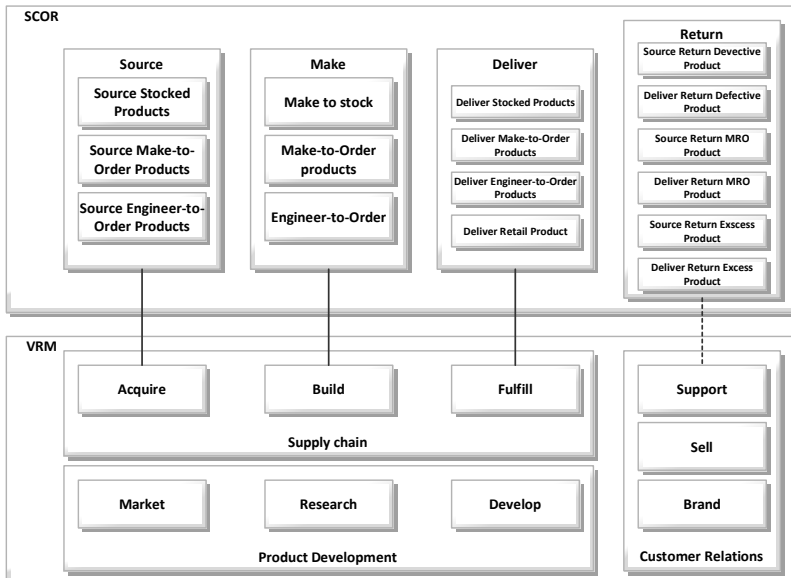 SCOR
Source
Source Stocked
Products
Source Make-to-
Order Products
Source Engineer-to-
Order Products
Make
Make to stock
Make-to-Order
products
Engineer-to-Order
Deliver
Deliver Stocked Products
Deliver Make-to-Order
Products
Deliver Engineer-to-Order
Products
Deliver Retail Product
Return
Source Return Devective
Product
Deliver Return Defective
Product
Source Return MRO
Product
Deliver Return MRO
Product
Source Return Exscess
Product
Deliver Return Excess
Product
VRM
Acquire
Build
Fulfill
Supply chain
Market
Research
Develop
Product Development
Support
Sell
Brand
Customer Relations